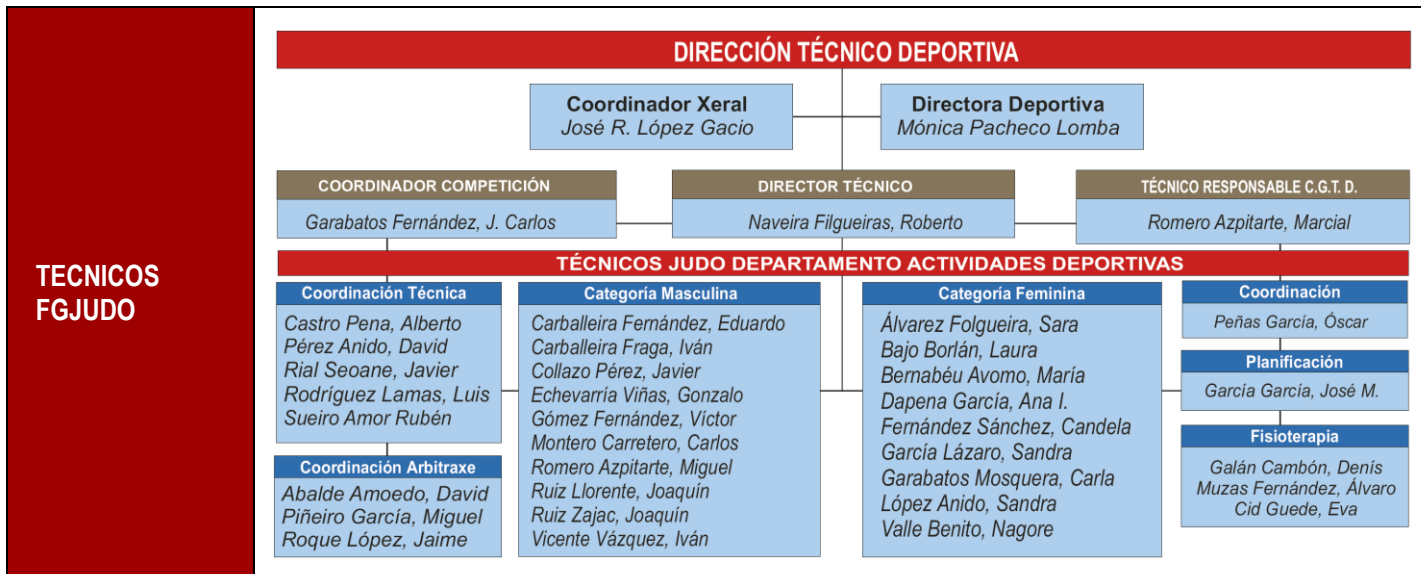 TECNICOS
FGJUDO
DIRECCIÓN TÉCNICO DEPORTIVA
Coordinador Xeral
José R. López Gacio
Directora Deportiva
Mónica Pacheco Lomba
COORDINADOR COMPETICIÓN
Garabatos Fernández, J. Carlos
DIRECTOR TÉCNICO
Naveira Filgueiras, Roberto
TÉCNICO RESPONSABLE C.G.T. D.
Romero Azpitarte, Marcial
TÉCNICOS JUDO DEPARTAMENTO ACTIVIDADES DEPORTIVAS
Coordinación Técnica
Castro Pena, Alberto
Pérez Anido, David
Rial Seoane, Javier
Rodríguez Lamas, Luis
Sueiro Amor Rubén
Coordinación Arbitraxe
Abalde Amoedo, David
Piñeiro García, Miguel
Roque López, Jaime
Categoría Masculina
Carballeira Fernández, Eduardo
Carballeira Fraga, Iván
Collazo Pérez, Javier
Echevarría Viñas, Gonzalo
Gómez Fernández, Víctor
Montero Carretero, Carlos
Romero Azpitarte, Miguel
Ruiz Llorente, Joaquín
Ruiz Zajac, Joaquín
Vicente Vázquez, Iván
Categoría Feminina
Álvarez Folgueira, Sara
Bajo Borlán, Laura
Bernabéu Avomo, María
Dapena García, Ana I.
Fernández Sánchez, Candela
García Lázaro, Sandra
Garabatos Mosquera, Carla
López Anido, Sandra
Valle Benito, Nagore
Coordinación
Peñas García, Óscar
Planificación
García García, José M.
Fisioterapia
Galán Cambón, Denís
Muzas Fernández, Álvaro
Cid Guede, Eva